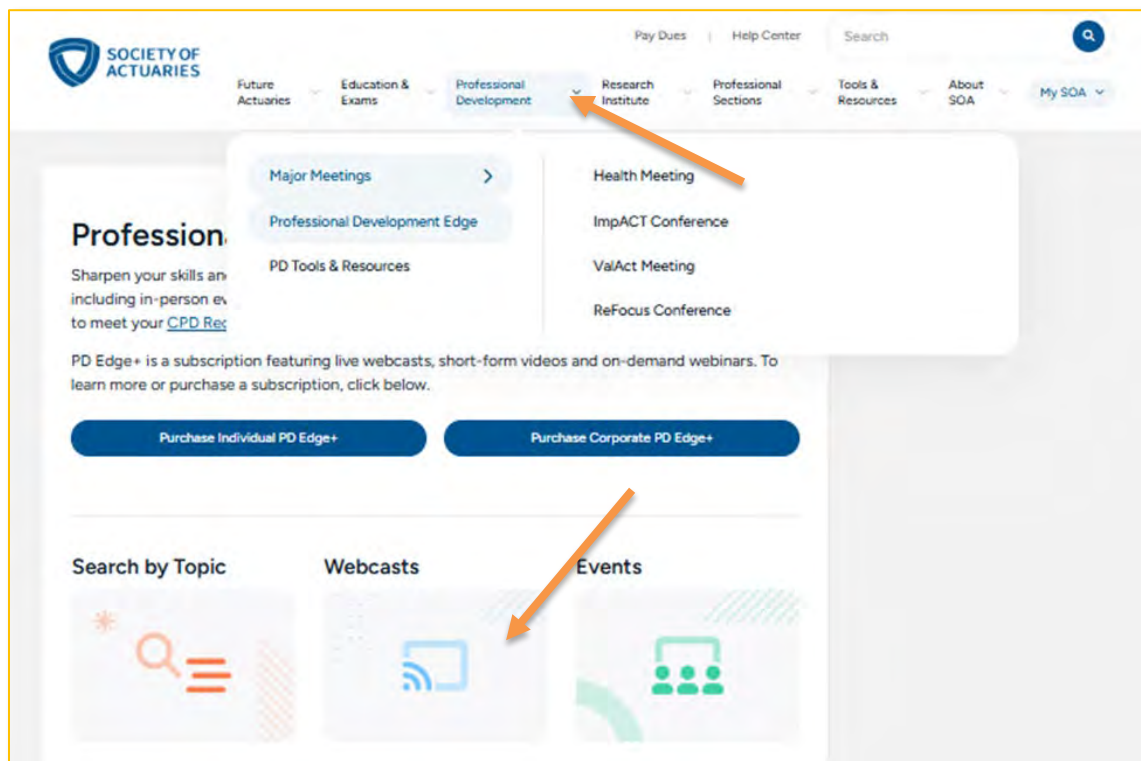 SOCIETY OF
ACTUARIES
Pay Dues | Help Center
Search
Future
Actuaries
Education &
Exams
Professional
Development
Research
Institute
Professional
Sections
Tools &
Resources
About
SOA
My SOA
Major Meetings
Professional Development Edge
PD Tools & Resources
Health Meeting
ImpACT Conference
ValAct Meeting
ReFocus Conference
Profession
Sharpen your skills an
including in-person ev
to meet your CPD Rec
PD Edge+ is a subscription featuring live webcasts, short-form videos and on-demand webinars. To
learn more or purchase a subscription, click below.
Purchase Individual PD Edge+
Purchase Corporate PD Edge+
Search by Topic
Webcasts
Events